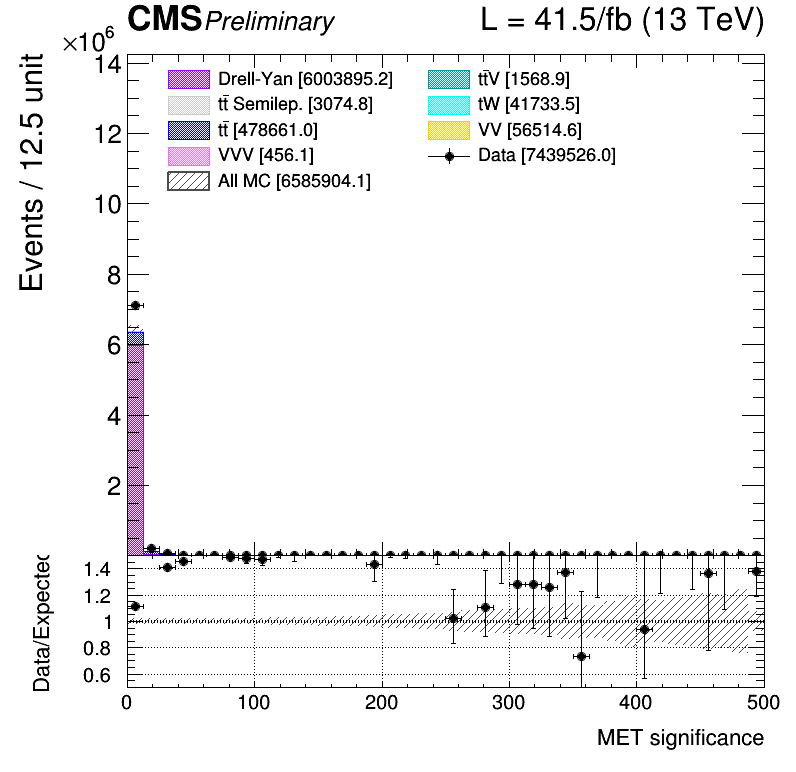 CMS Preliminary L = 41.5/fb (13 TeV)
×10⁶
Events / 12.5 unit
14
12
10
8
6
4
2
Drell-Yan [6003895.2]
tt̄ Semilep. [3074.8]
tt̄ [478661.0]
VVV [456.1]
All MC [6585904.1]
tt̄V [1568.9]
tW [41733.5]
VV [56514.6]
Data [7439526.0]
Data/Expected
1.4
1.2
1
0.8
0.6
0 100 200 300 400 500
MET significance